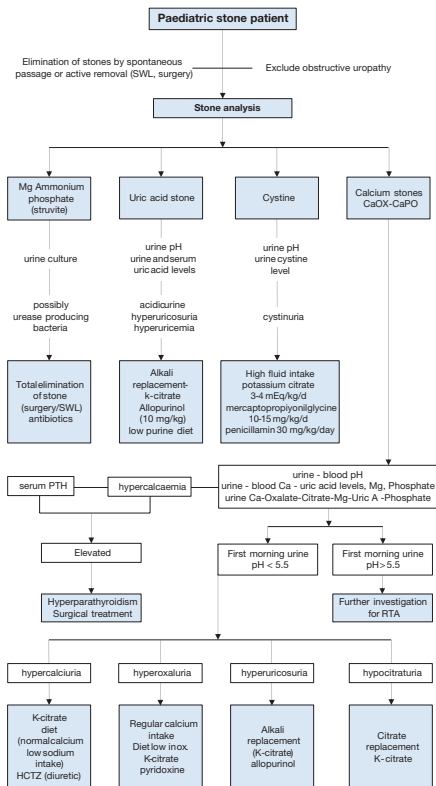 Paediatric stone patient
Elimination of stones by spontaneous
passage or active removal (SWL, surgery)
Exclude obstructive uropathy
Stone analysis
Mg Ammonium
phosphate
(struvite)
Uric acid stone
Cystine
Calcium stones
CaOX-CaPO
urine culture
urine pH
urine and serum
uric acid levels
urine pH
urine cystine
level
possibly
urease producing
bacteria
acidicurine
hyperuricosuria
hyperuricemia
cystinuria
Total elimination
of stone
(surgery/SWL)
antibiotics
Alkali
replacement-
k-citrate
Allopurinol
(10 mg/kg)
low purine diet
High fluid intake
potassium citrate
3-4 mEq/kg/d
mercaptopropiyonilglycine
10-15 mg/kg/d
penicillamin 30 mg/kg/day
serum PTH
hypercalcaemia
urine - blood pH
urine - blood Ca - uric acid levels, Mg, Phosphate
urine Ca-Oxalate-Citrate-Mg-Uric A -Phosphate
Elevated
First morning urine
pH < 5.5
First morning urine
pH>5.5
Hyperparathyroidism
Surgical treatment
Further investigation
for RTA
hypercalciuria
hyperoxaluria
hyperuricosuria
hypocitraturia
K-citrate
diet
(normal calcium
low sodium
intake)
HCTZ (diuretic)
Regular calcium
intake
Diet low inox.
K-citrate
pyridoxine
Alkali
replacement
(K-citrate)
allopurinol
Citrate
replacement
K- citrate